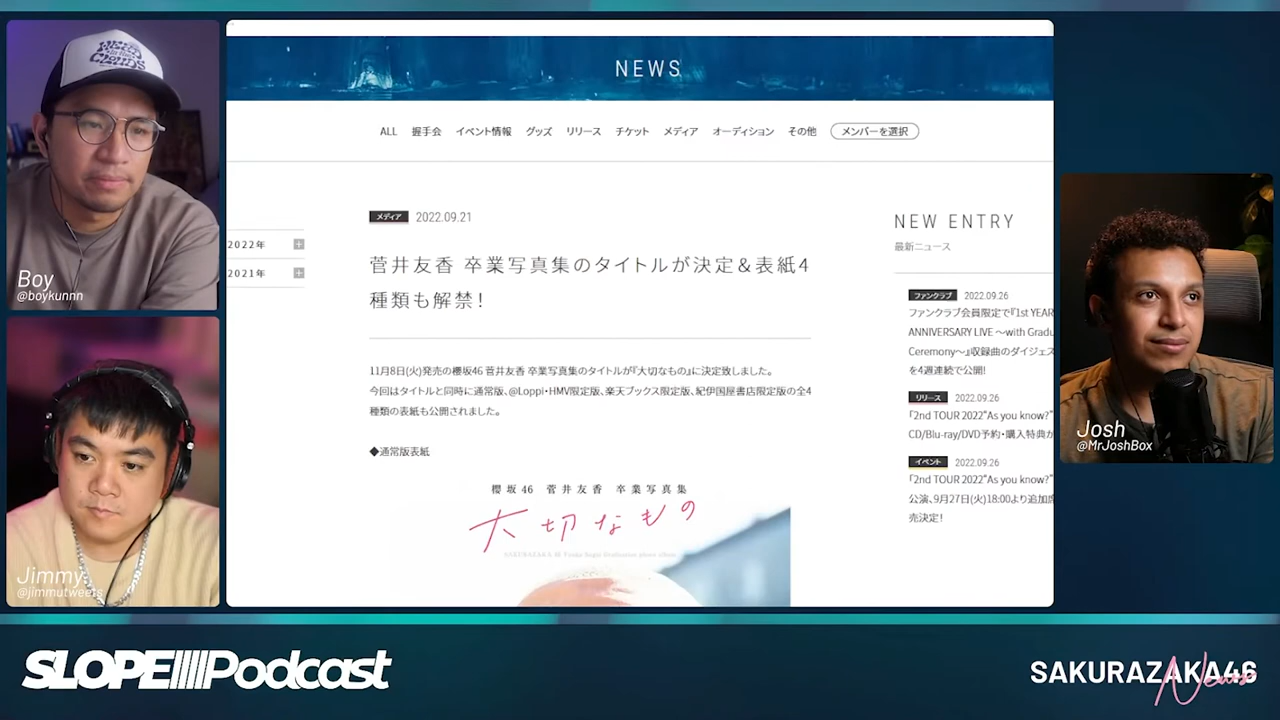 Boy
@boykunnn
Jimmy
@jimmutweets
NEWS
ALL 握手会 イベント情報 グッズ リリース チケット メディア オーディション その他 メンバーを選択
2022年
2021年
メディア 2022.09.21
菅井友香 卒業写真集のタイトルが決定＆表紙4
種類も解禁！
11月8日(火)発売の櫻坂46 菅井友香 卒業写真集のタイトルが『大切なもの』に決定致しました。
今回はタイトルと同時に通常版、@Loppi・HMV限定版、楽天ブックス限定版、紀伊国屋書店限定版の全4
種類の表紙も公開されました。
◆通常版表紙
櫻坂46 菅井友香 卒業写真集
大切なもの
SAKURAZAKA 46 Yuuka Sugai Graduation photo album
NEW ENTRY
最新ニュース
ファンクラブ 2022.09.26
ファンクラブ会員限定で『1st YEAR
ANNIVERSARY LIVE ～with Gradu
Ceremony～』収録曲のダイジェス
を4週連続で公開!
リリース 2022.09.26
「2nd TOUR 2022"As you know?"
CD/Blu-ray/DVD予約・購入特典が
イベント 2022.09.26
「2nd TOUR 2022"As you know?"
公演、9月27日(火)18:00より追加席
売決定！
Josh
@MrJoshBox
SLOPE Podcast
SAKURAZAKA46
News